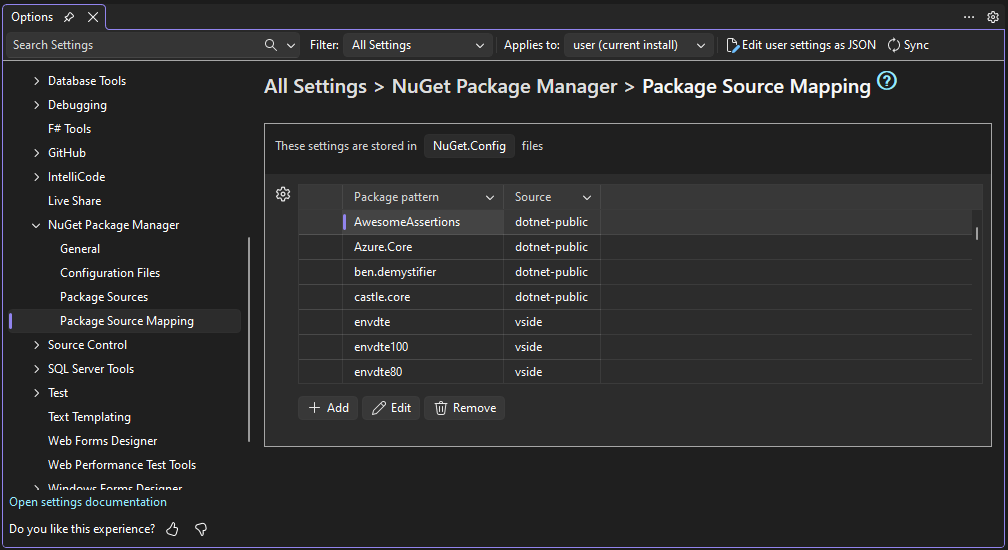 Options
Search Settings
Filter: All Settings
Applies to: user (current install)
Edit user settings as JSON
Sync
Database Tools
Debugging
F# Tools
GitHub
IntelliCode
Live Share
NuGet Package Manager
General
Configuration Files
Package Sources
Package Source Mapping
Source Control
SQL Server Tools
Test
Text Templating
Web Forms Designer
Web Performance Test Tools
Windows Forms Designer
Open settings documentation
Do you like this experience?
All Settings > NuGet Package Manager > Package Source Mapping ?
These settings are stored in NuGet.Config files
Package pattern Source
AwesomeAssertions dotnet-public
Azure.Core dotnet-public
ben.demystifier dotnet-public
castle.core dotnet-public
envdte vside
envdte100 vside
envdte80 vside
Add Edit Remove